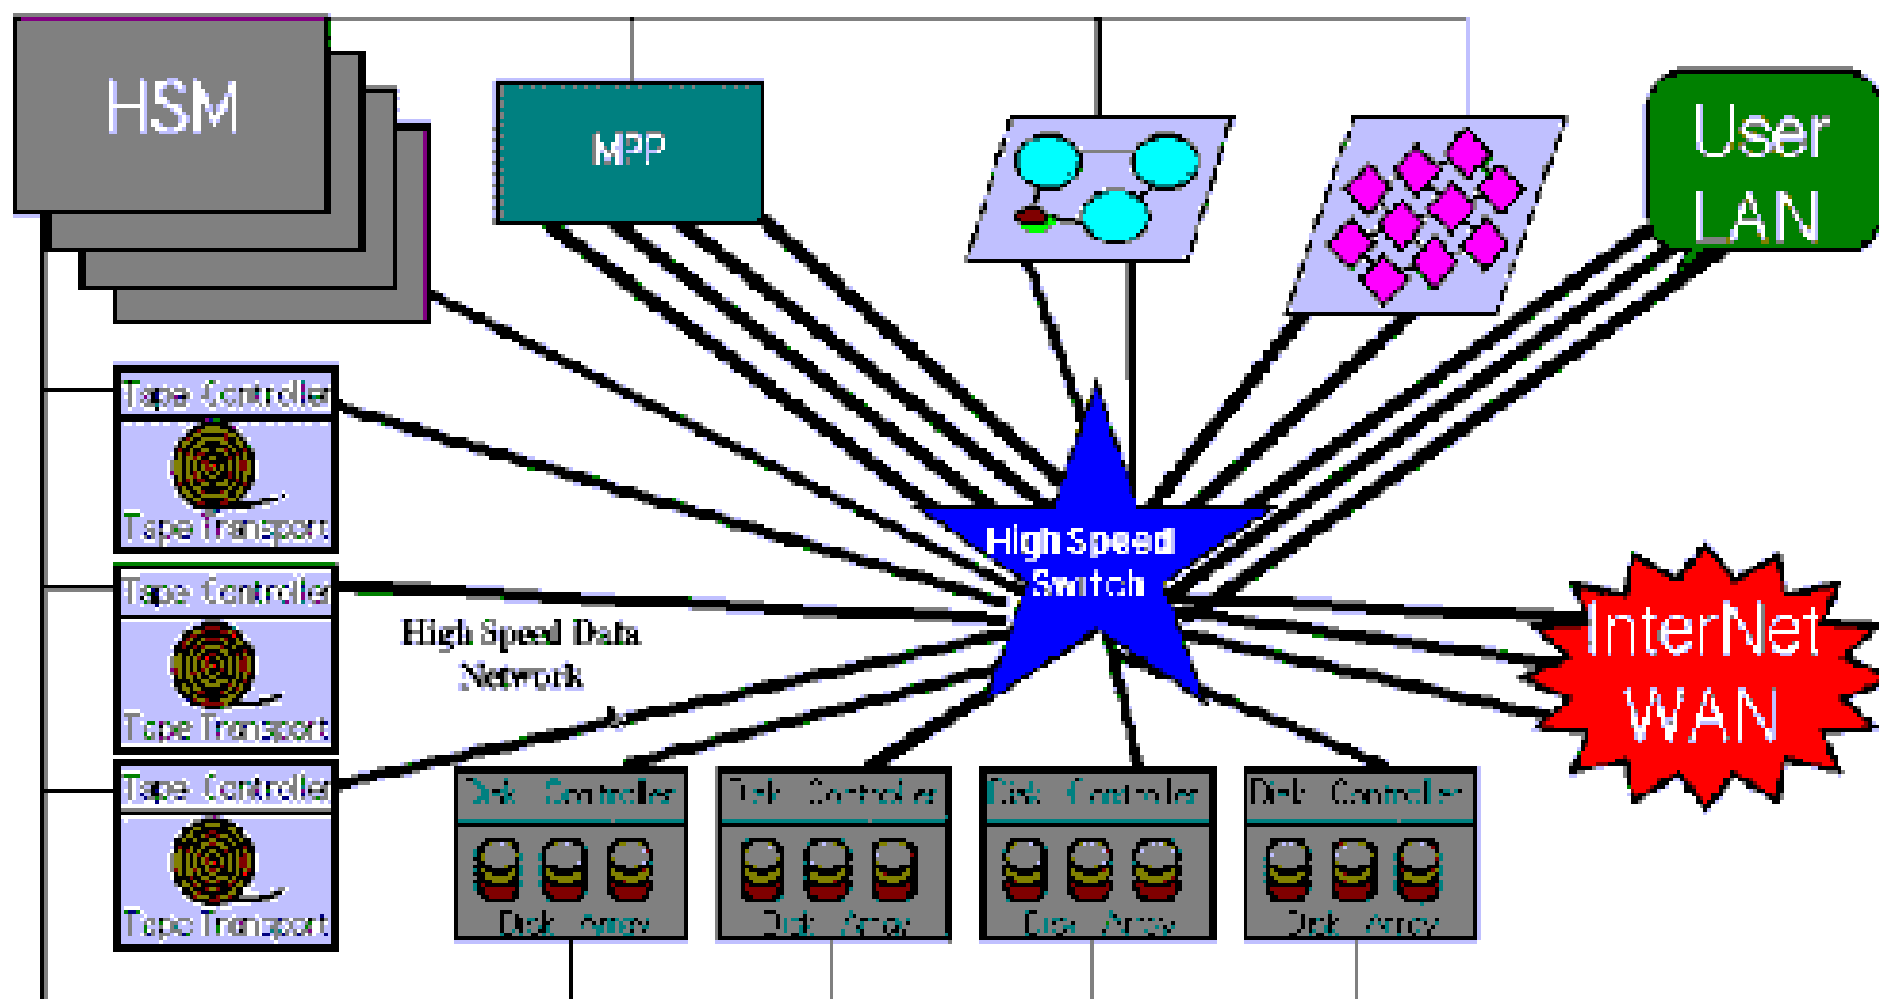 HSM
MPP
User
LAN
Tape Controller
Tape Transport
High Speed
Switch
Tape Controller
Tape Transport
High Speed Data
Network
InterNet
WAN
Tape Controller
Tape Transport
Disk Controller
Disk Array
Disk Controller
Disk Array
Disk Controller
Disk Array
Disk Controller
Disk Array